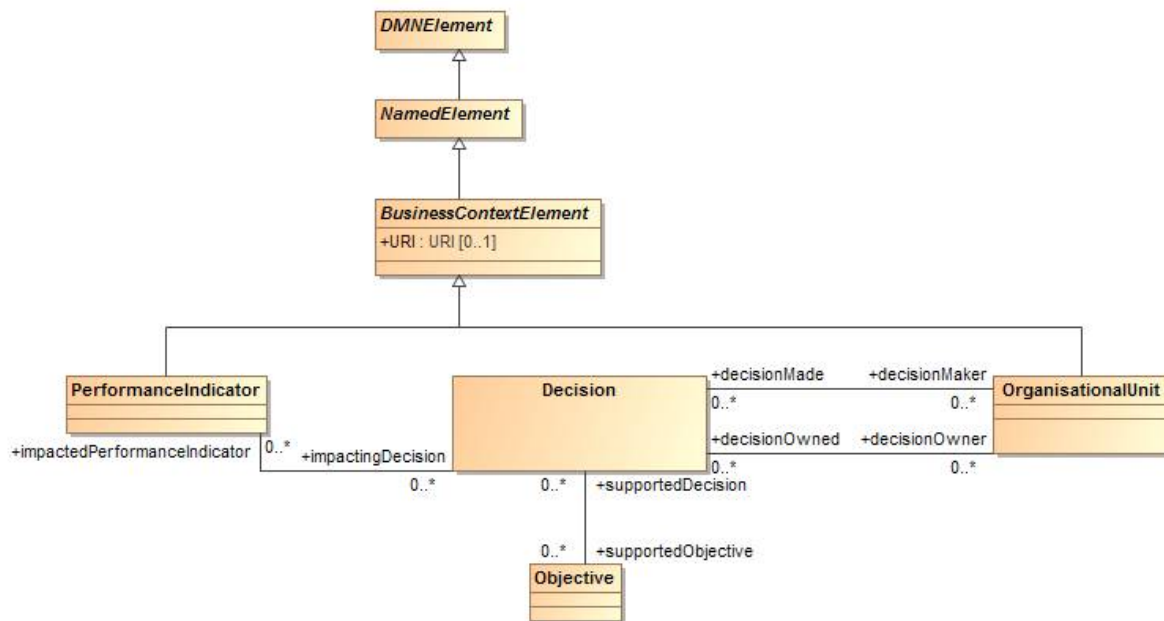 DMNElement
NamedElement
BusinessContextElement
+URI : URI [0..1]
PerformanceIndicator
Decision
OrganisationalUnit
+decisionMade
+decisionMaker
0..*
0..*
+decisionOwned
+decisionOwner
0..*
0..*
+impactedPerformanceIndicator
0..*
+impactingDecision
0..*
0..*
+supportedDecision
0..*
+supportedObjective
Objective